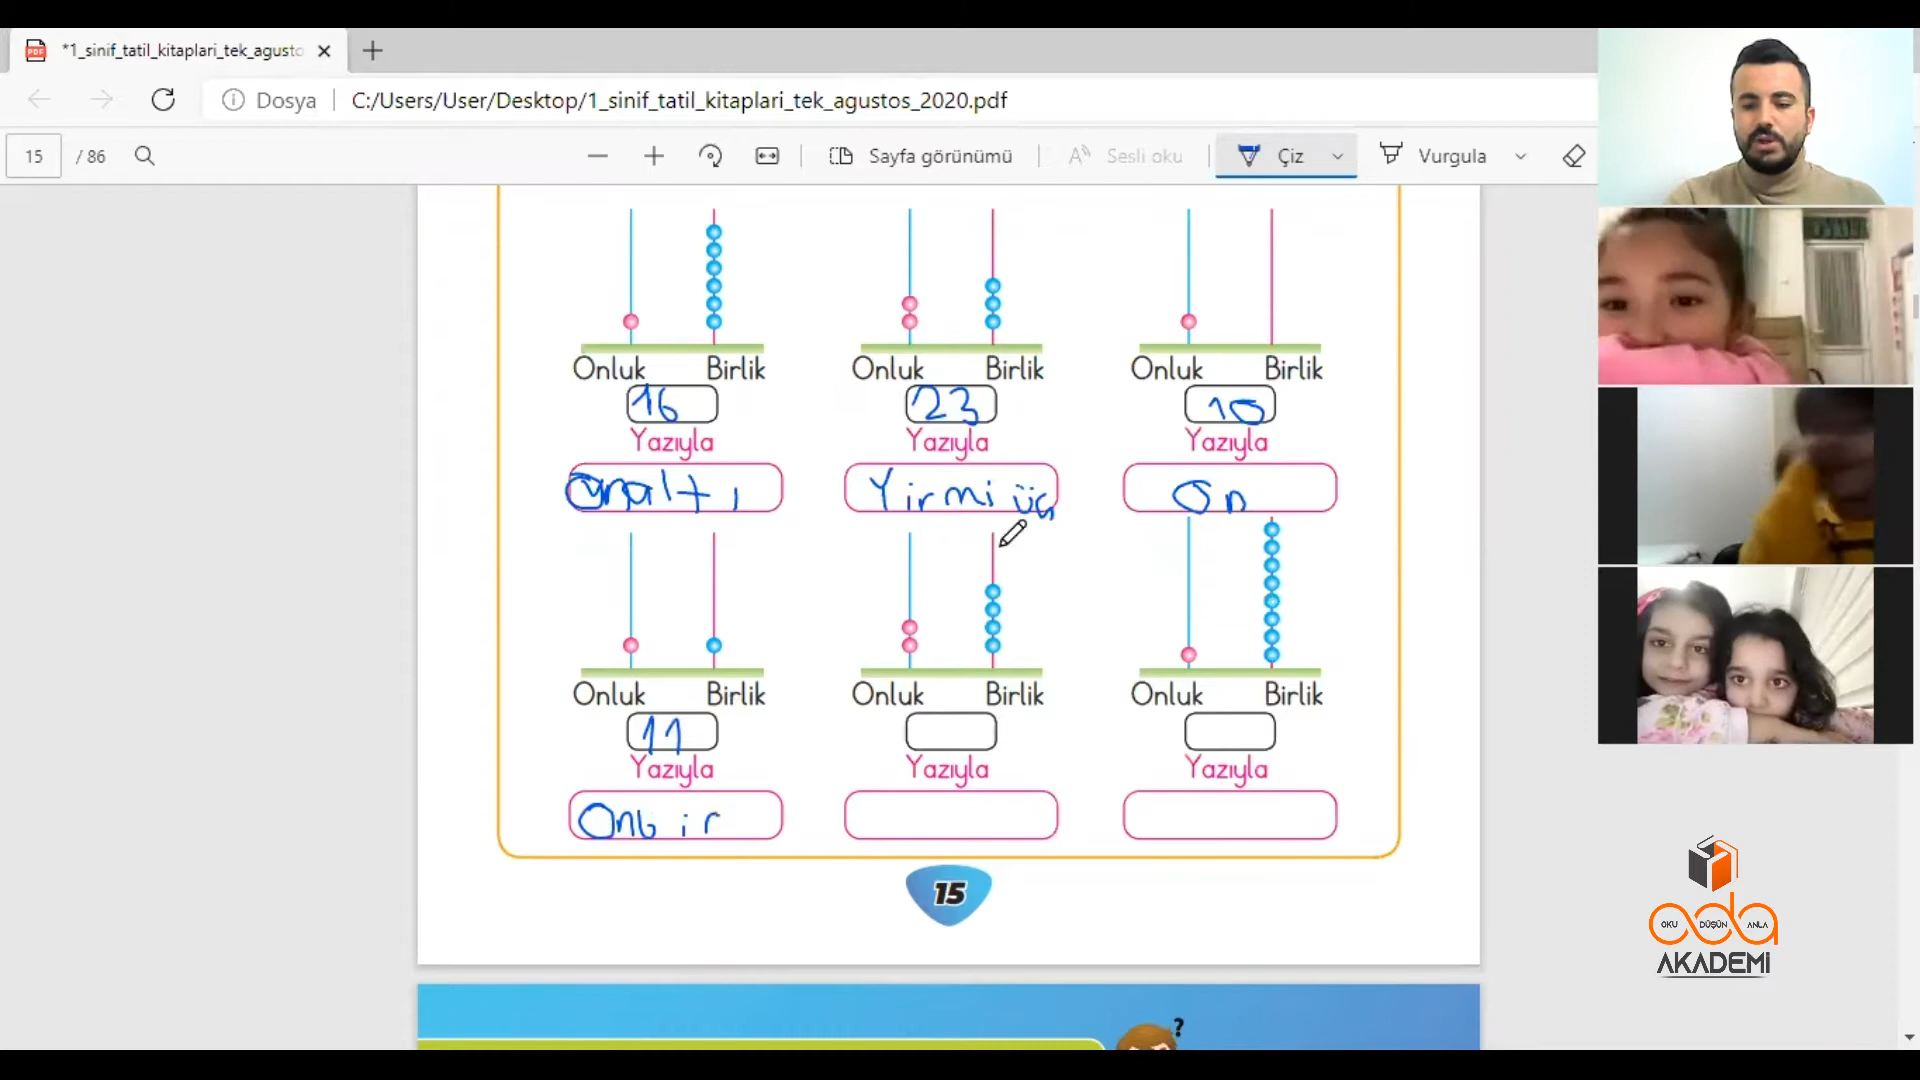 *1_sinif_tatil_kitaplari_tek_agusto
Dosya
C:/Users/User/Desktop/1_sinif_tatil_kitaplari_tek_agustos_2020.pdf
15 / 86
Sayfa görünümü
Sesli oku
Çiz
Vurgula
Onluk Birlik Onluk Birlik Onluk Birlik
16 23 10
Yazıyla Yazıyla Yazıyla
Onaltı Yirmi üç On
Onluk Birlik Onluk Birlik Onluk Birlik
11
Yazıyla Yazıyla Yazıyla
Onbir
15
?
oda
OKU DÜŞÜN ANLA
AKADEMİ